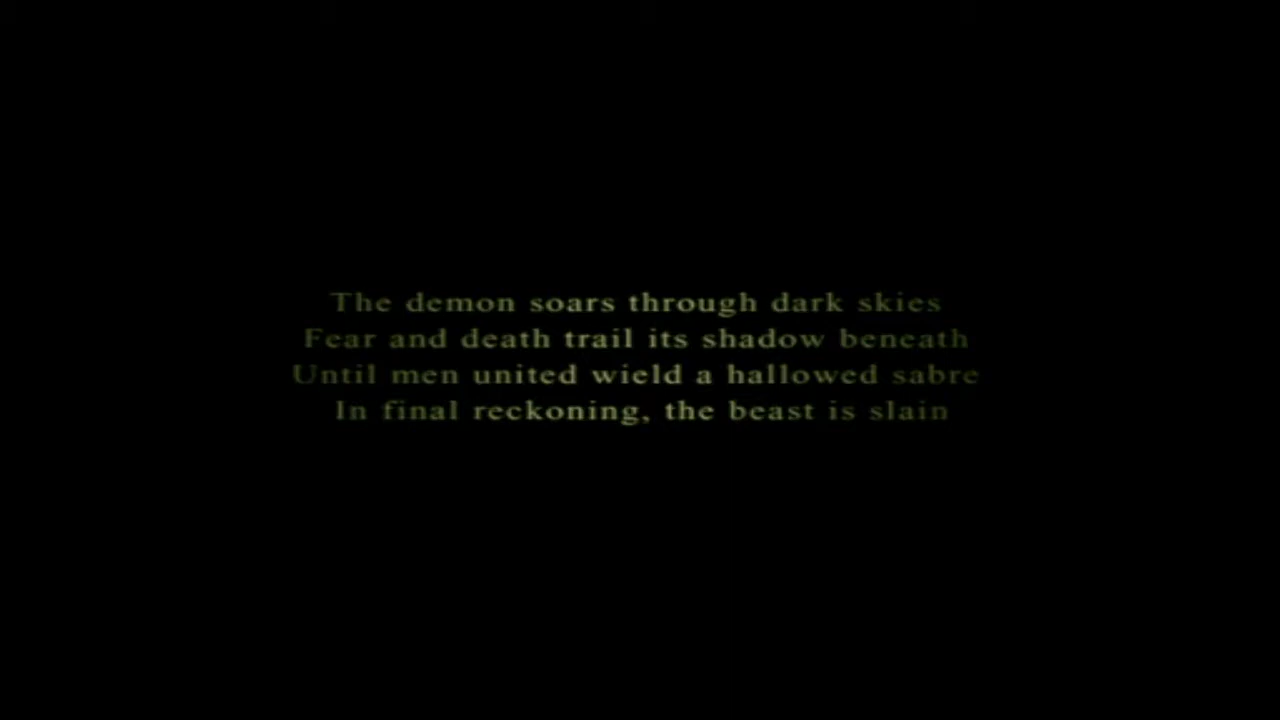 The demon soars through dark skies
Fear and death trail its shadow beneath
Until men united wield a hallowed sabre
In final reckoning, the beast is slain